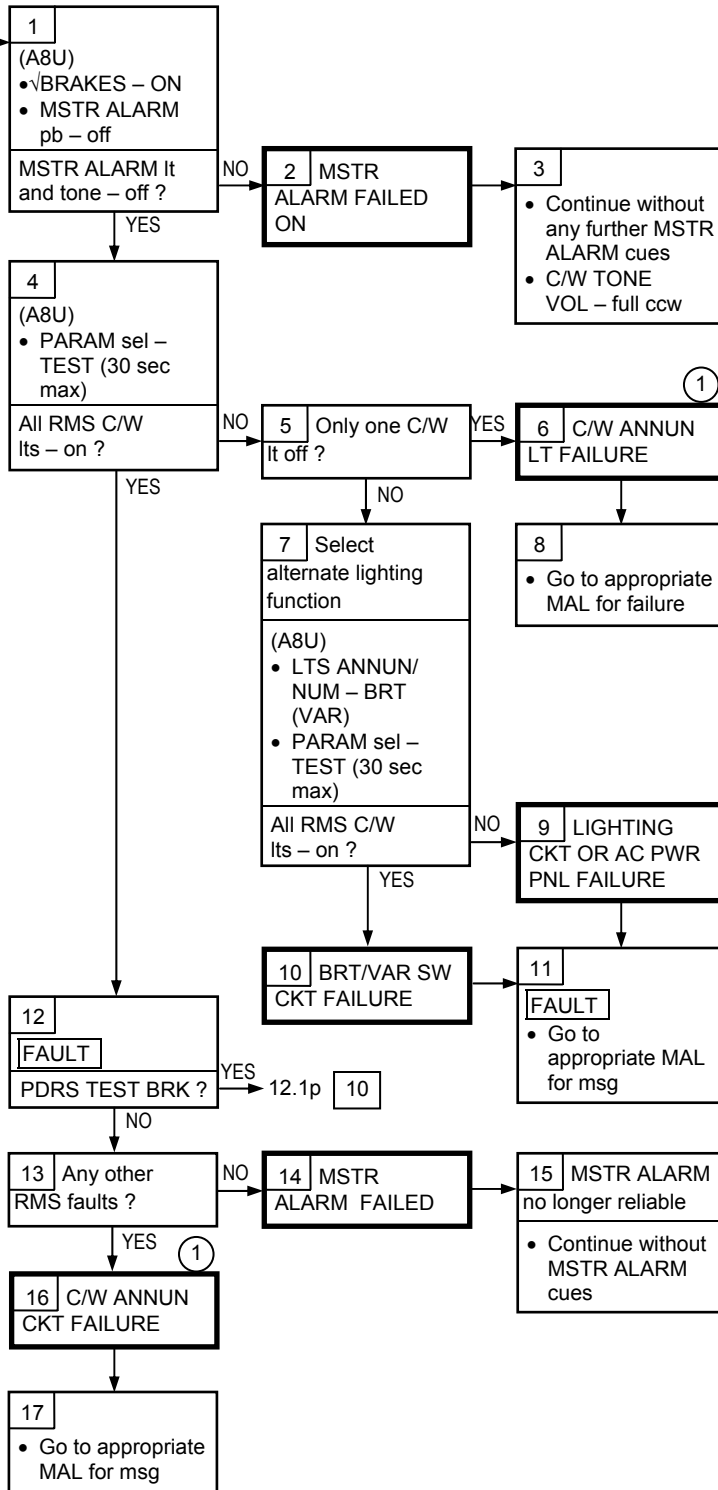 1
(A8U)
•√BRAKES – ON
• MSTR ALARM
pb – off
MSTR ALARM lt
and tone – off ?
NO
YES
2 MSTR
ALARM FAILED
ON
3
• Continue without
any further MSTR
ALARM cues
• C/W TONE
VOL – full ccw
4
(A8U)
• PARAM sel –
TEST (30 sec
max)
All RMS C/W
lts – on ?
NO
YES
5 Only one C/W
lt off ?
YES
NO
1
6 C/W ANNUN
LT FAILURE
7 Select
alternate lighting
function
(A8U)
• LTS ANNUN/
NUM – BRT
(VAR)
• PARAM sel –
TEST (30 sec
max)
All RMS C/W
lts – on ?
NO
YES
8
• Go to appropriate
MAL for failure
9 LIGHTING
CKT OR AC PWR
PNL FAILURE
10 BRT/VAR SW
CKT FAILURE
11
FAULT
• Go to
appropriate MAL
for msg
12
FAULT
PDRS TEST BRK ?
YES
12.1p 10
NO
13 Any other
RMS faults ?
NO
YES
14 MSTR
ALARM FAILED
15 MSTR ALARM
no longer reliable
• Continue without
MSTR ALARM
cues
1
16 C/W ANNUN
CKT FAILURE
17
• Go to appropriate
MAL for msg